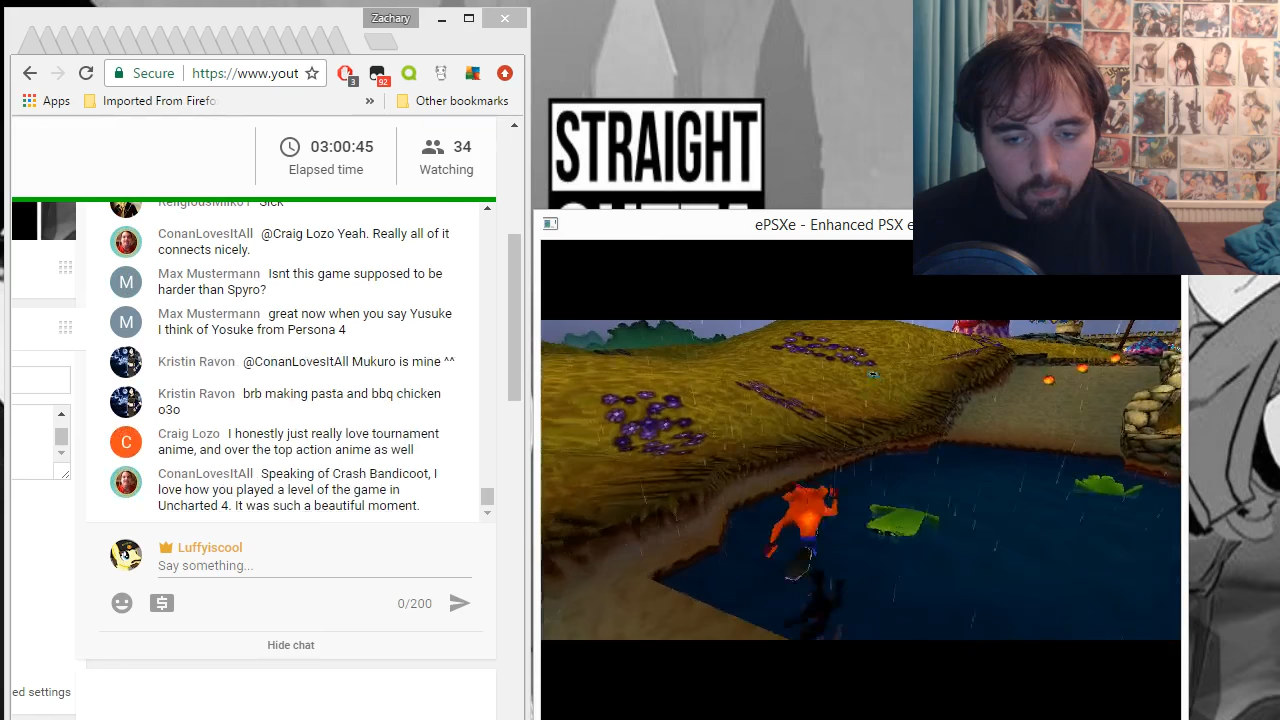 Zachary
Secure
https://www.yout
3
92
Apps
Imported From Firefo
»
Other bookmarks
03:00:45
Elapsed time
34
Watching
Sick
ConanLovesItAll @Craig Lozo Yeah. Really all of it
connects nicely.
M
Max Mustermann Isnt this game supposed to be
harder than Spyro?
M
Max Mustermann great now when you say Yusuke
I think of Yosuke from Persona 4
Kristin Ravon @ConanLovesItAll Mukuro is mine ^^
Kristin Ravon brb making pasta and bbq chicken
o3o
C
Craig Lozo I honestly just really love tournament
anime, and over the top action anime as well
ConanLovesItAll Speaking of Crash Bandicoot, I
love how you played a level of the game in
Uncharted 4. It was such a beautiful moment.
Luffyiscool
Say something...
0/200
Hide chat
ed settings
STRAIGHT
ePSXe - Enhanced PSX e